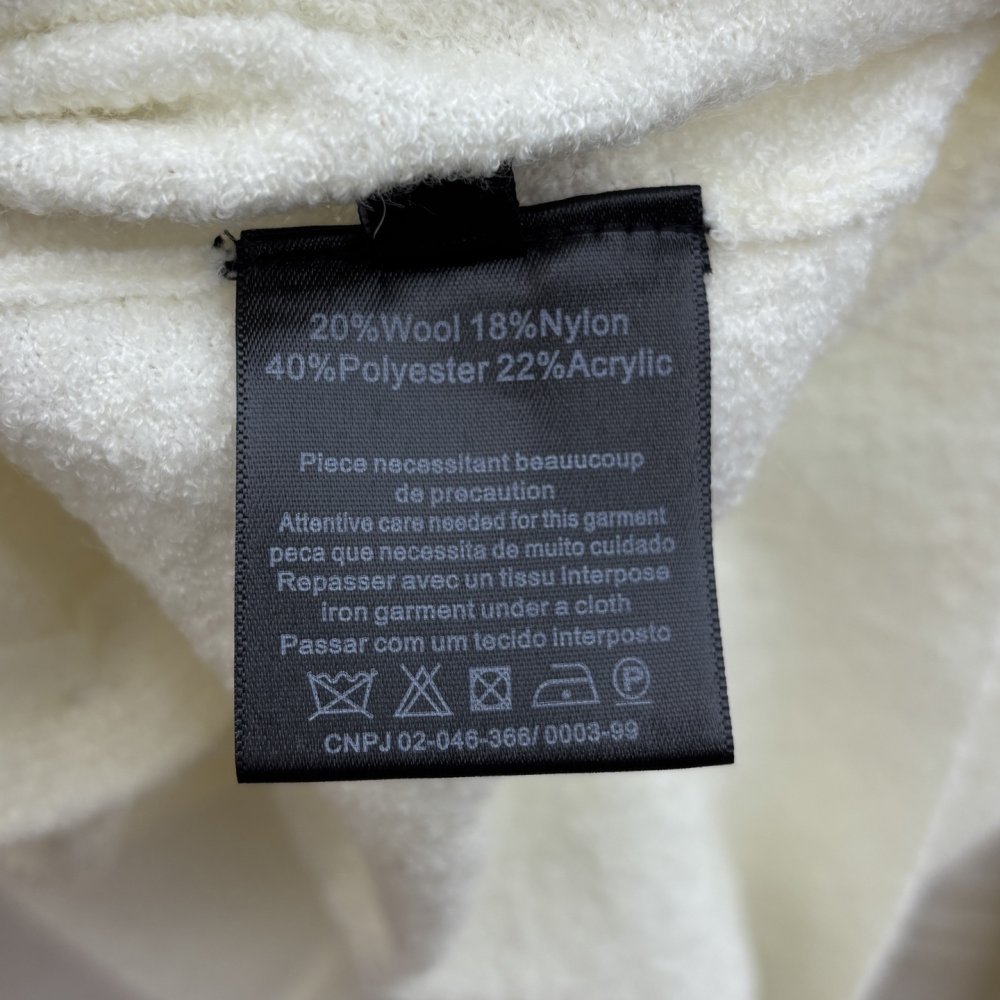 20%Wool 18%Nylon
40%Polyester 22%Acrylic
Piece necessitant beauucoup
de precaution
Attentive care needed for this garment
peca que necessita de muito cuidado
Repasser avec un tissu interpose
iron garment under a cloth
Passar com um tecido interposto
P
CNPJ 02-046-366/0003-99